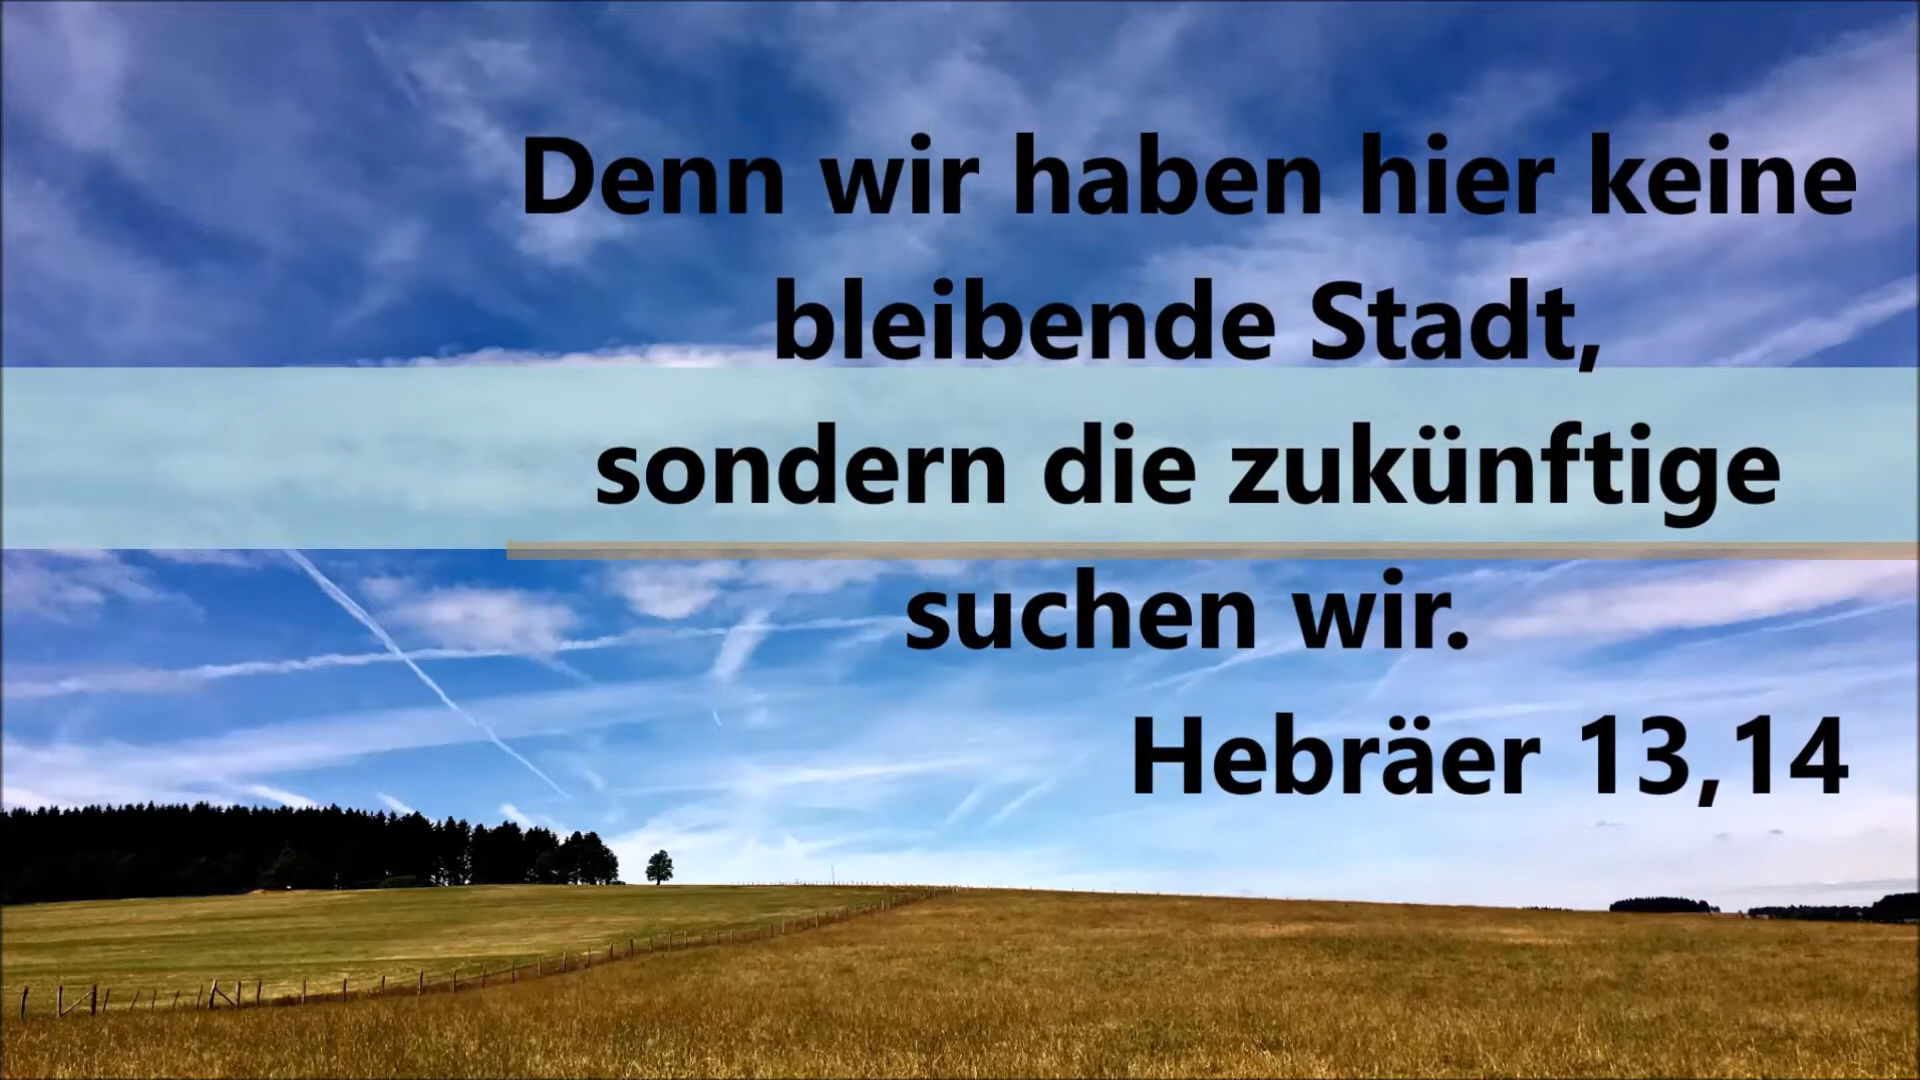 Denn wir haben hier keine
bleibende Stadt,
sondern die zukünftige
suchen wir.
Hebräer 13,14